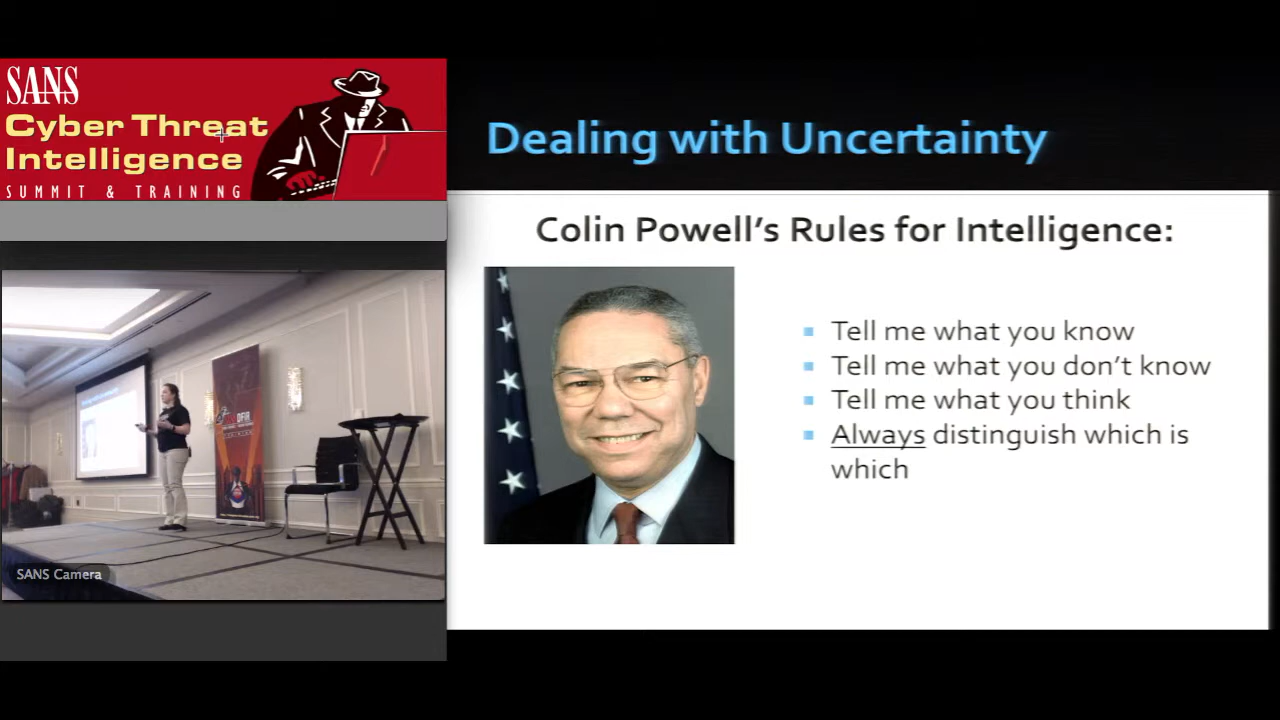 SANS
Cyber Threat
Intelligence
SUMMIT & TRAINING
Dealing with Uncertainty
Colin Powell's Rules for Intelligence:
Tell me what you know
Tell me what you don't know
Tell me what you think
Always distinguish which is
which
DFIR
SANS Camera